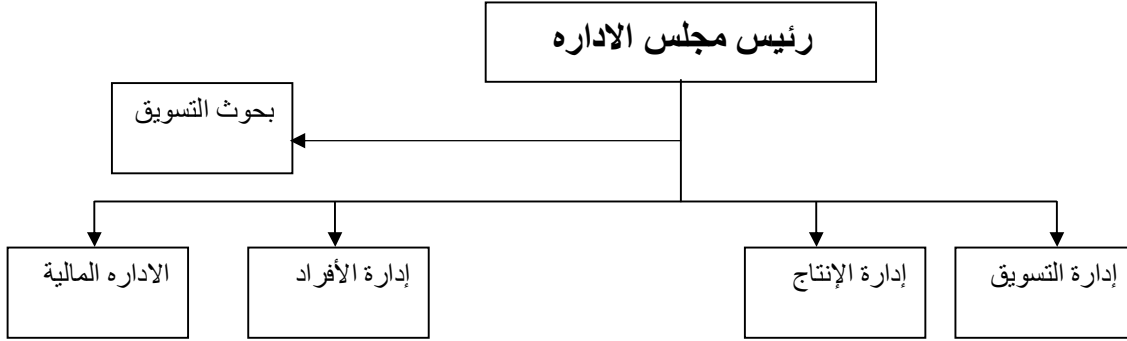 رئيس مجلس الاداره
بحوث التسويق
إدارة التسويق
إدارة الإنتاج
إدارة الأفراد
الاداره المالية